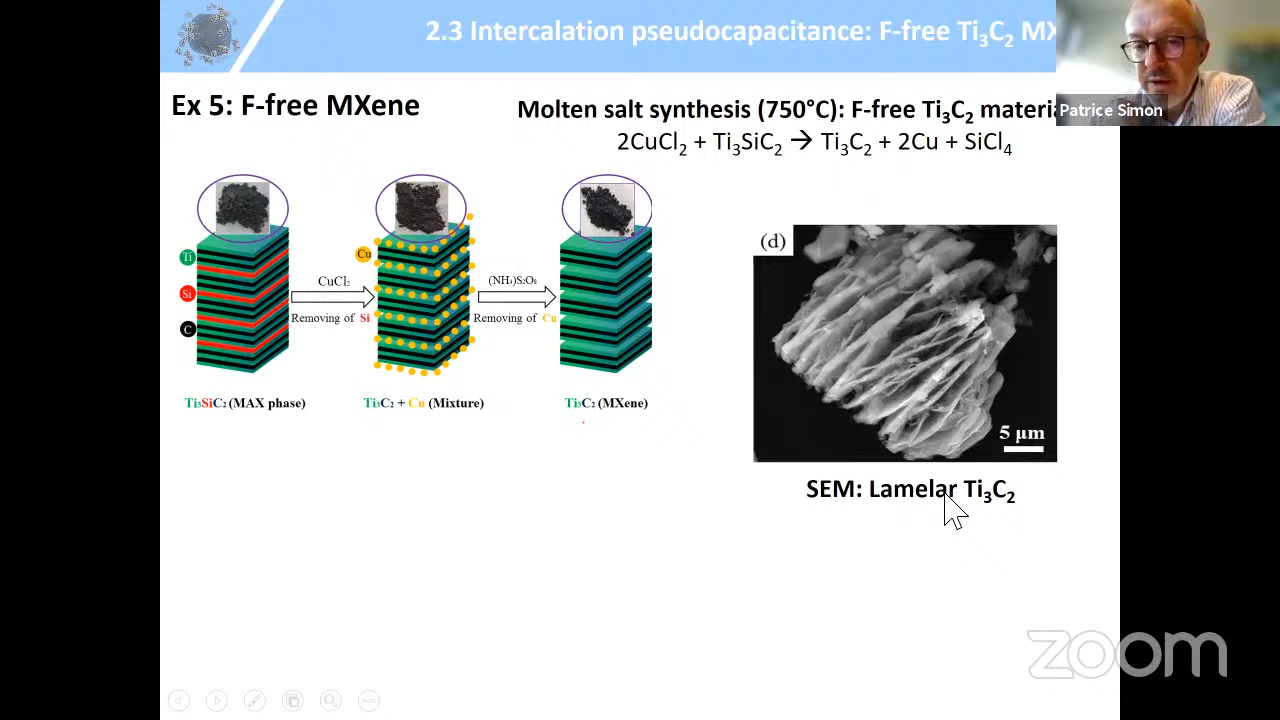 2.3 Intercalation pseudocapacitance: F-free Ti₃C₂ MX
Patrice Simon
Ex 5: F-free MXene
Molten salt synthesis (750°C): F-free Ti₃C₂ materia
2CuCl₂ + Ti₃SiC₂ → Ti₃C₂ + 2Cu + SiCl₄
Ti
Si
C
CuCl₂
Removing of Si
Cu
(NH₄)S₂O₈
Removing of Cu
Ti₃SiC₂ (MAX phase)
Ti₃C₂ + Cu (Mixture)
Ti₃C₂ (MXene)
(d)
5 µm
SEM: Lamelar Ti₃C₂
zoom